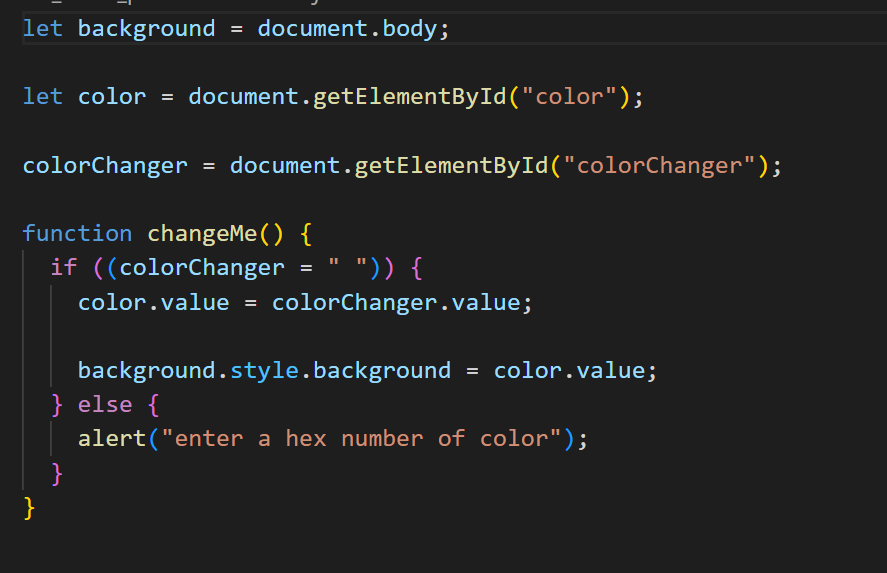 let background = document.body;
let color = document.getElementById("color");
colorChanger = document.getElementById("colorChanger");
function changeMe() {
if ((colorChanger = " ")) {
color.value = colorChanger.value;
background.style.background = color.value;
} else {
alert("enter a hex number of color");
}
}